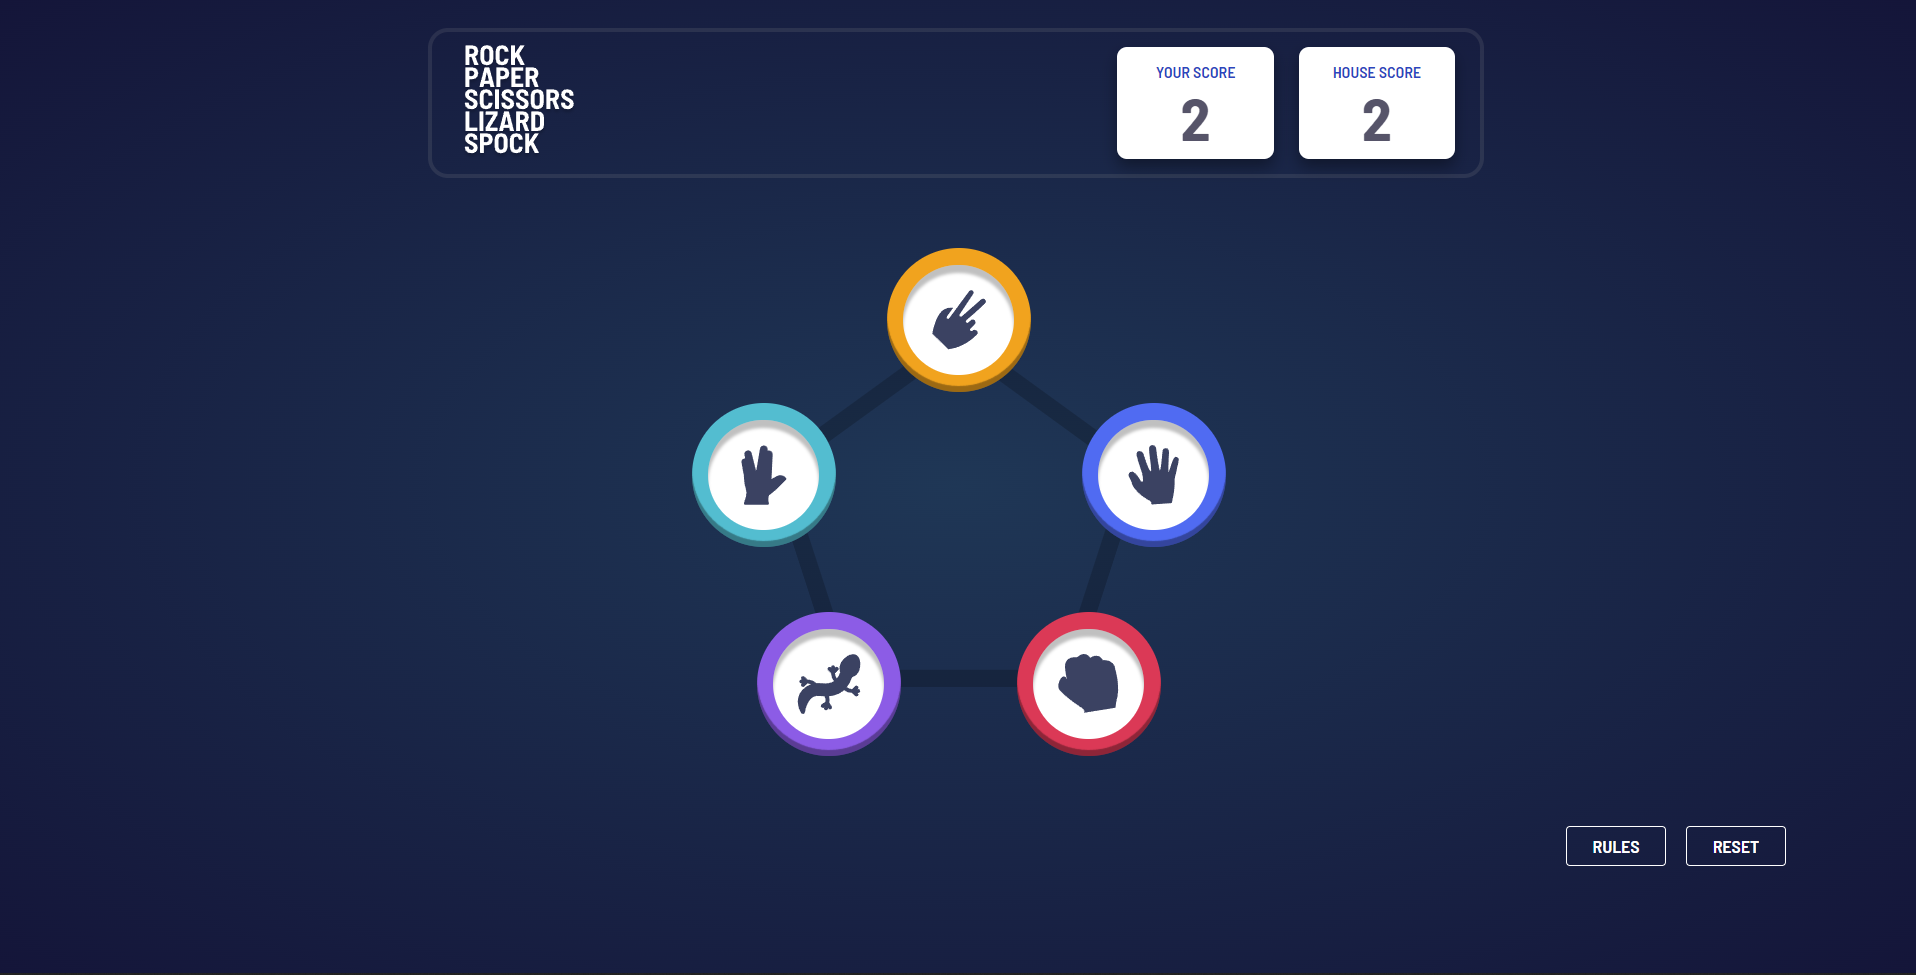 ROCK
PAPER
SCISSORS
LIZARD
SPOCK
YOUR SCORE
2
HOUSE SCORE
2
RULES
RESET